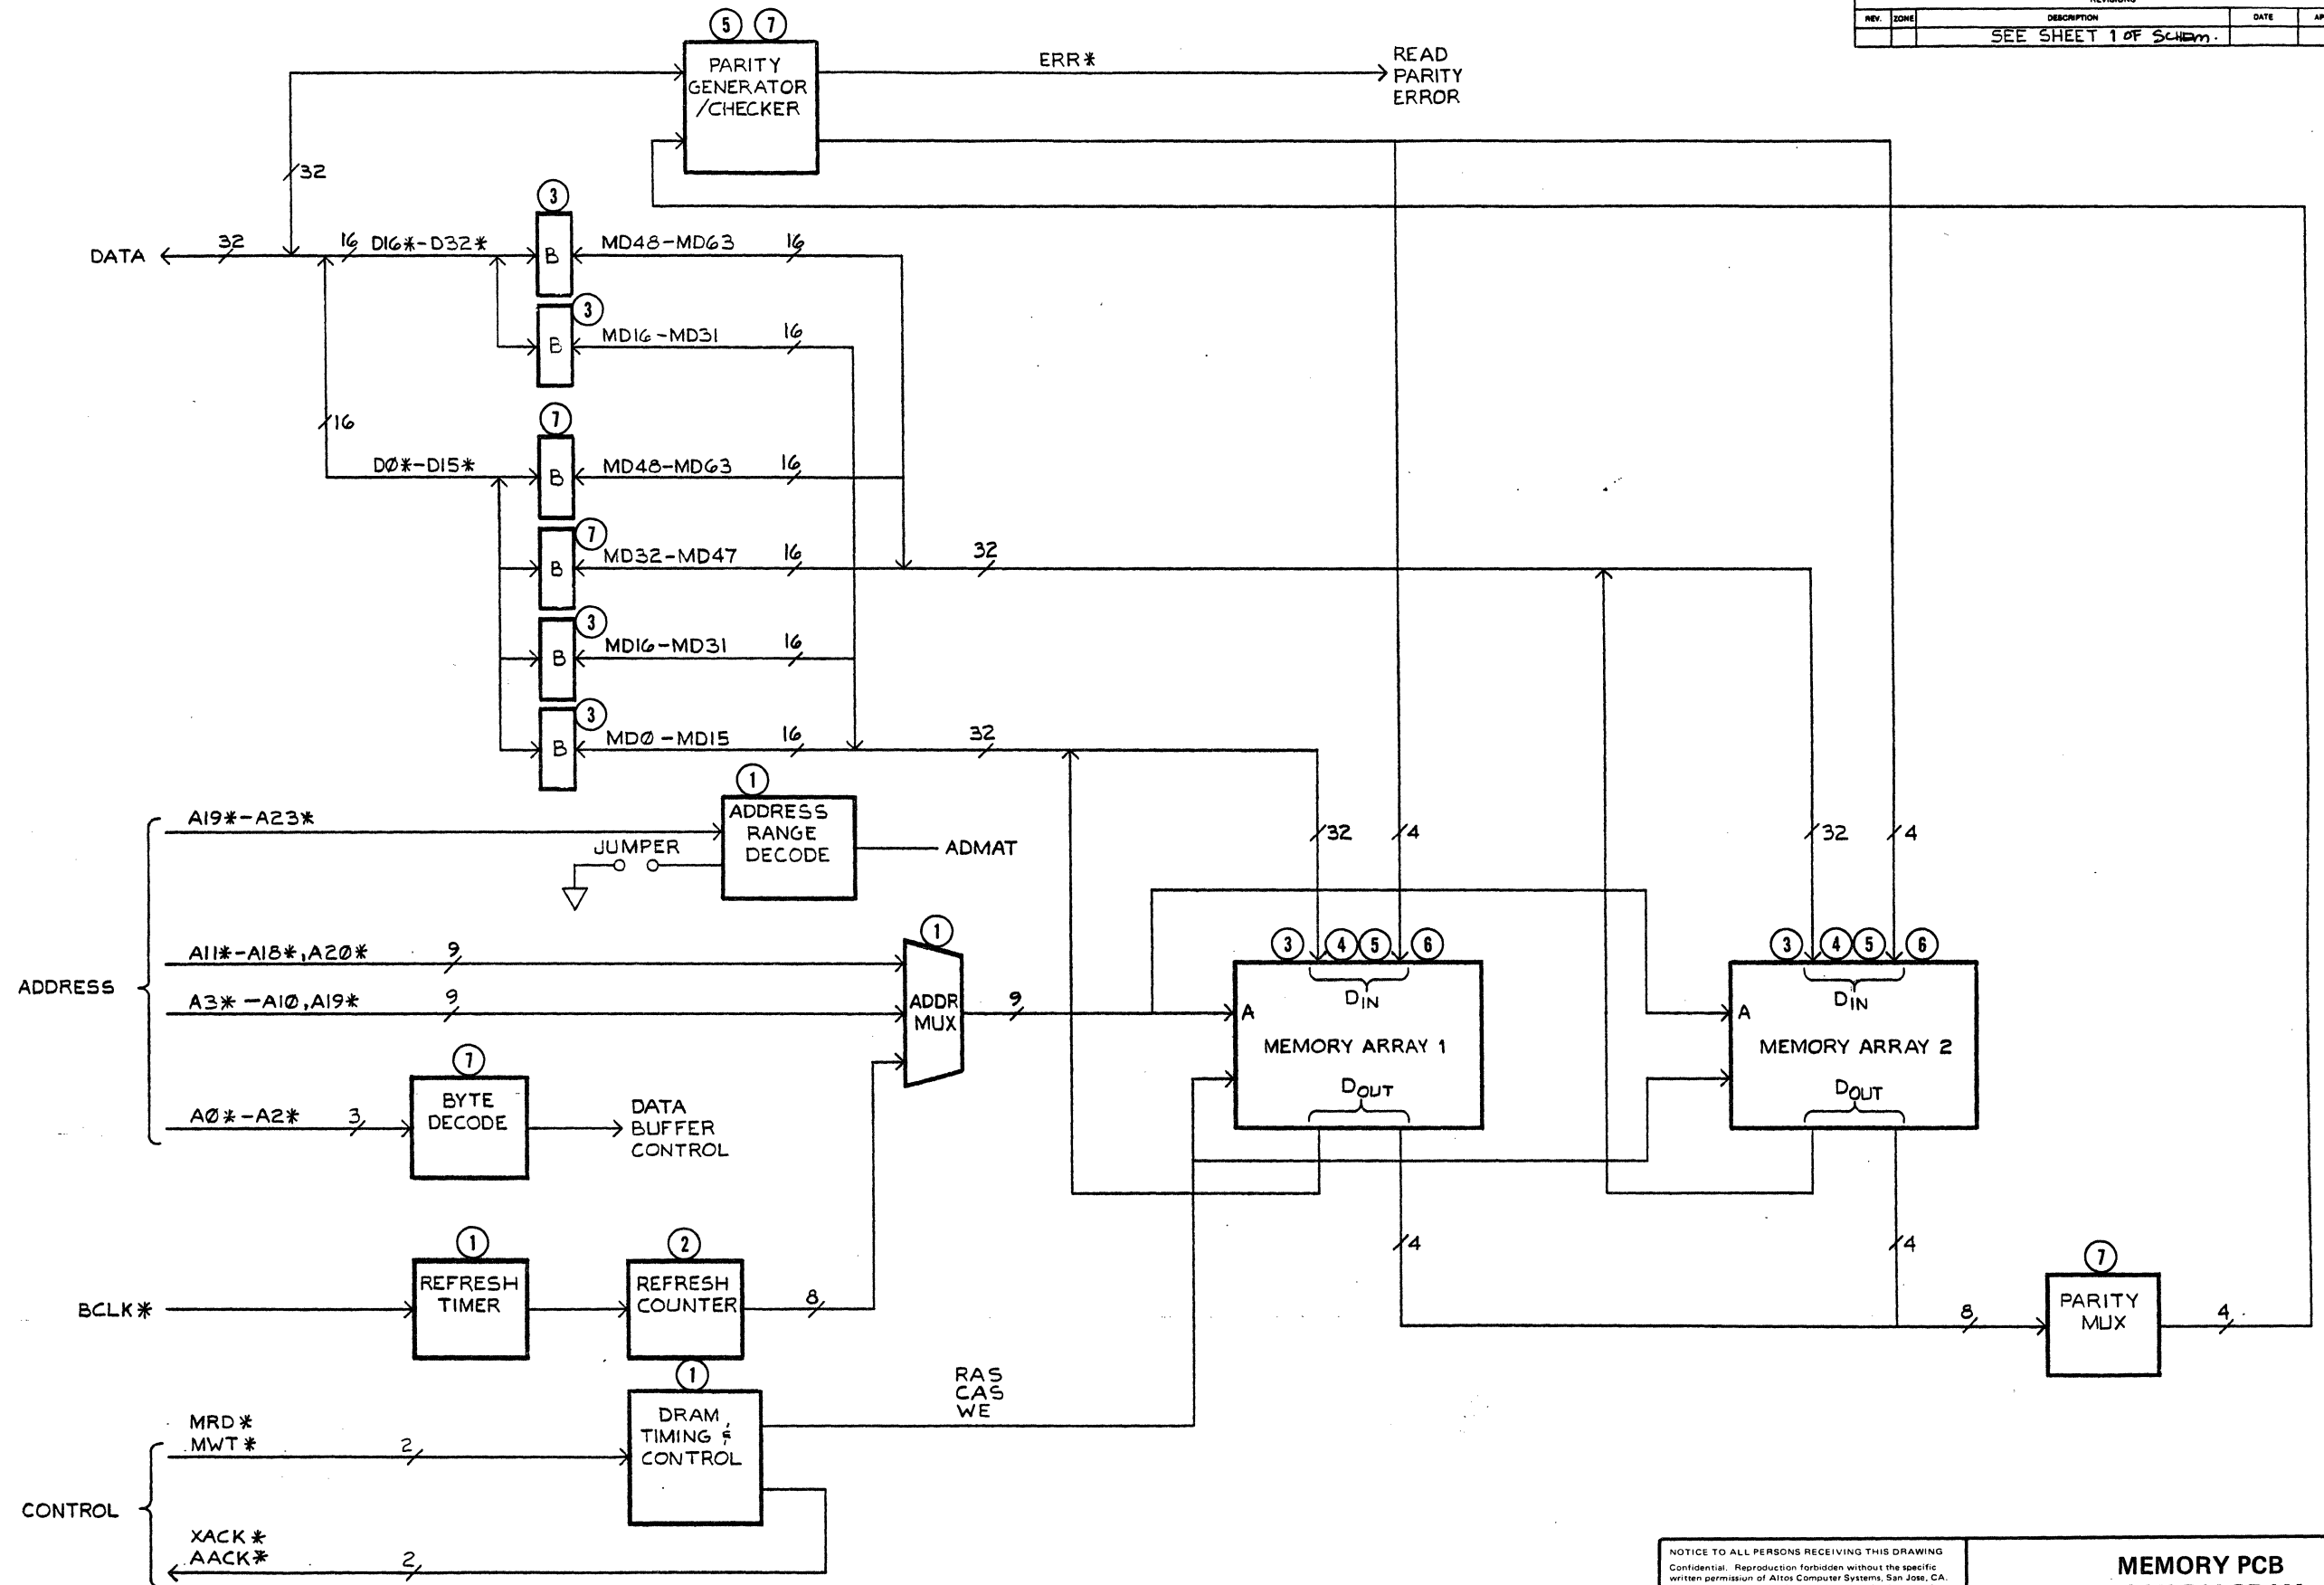 REVISIONS
REV. ZONE DESCRIPTION DATE
SEE SHEET 1 OF SCHEM.
5 7
PARITY
GENERATOR
/CHECKER
ERR*
READ
PARITY
ERROR
32
3
DATA
32
16 D16*-D32*
B
MD48-MD63 16
3
B
MD16-MD31 16
16
7
D0*-D15*
B
MD48-MD63 16
7
B
MD32-MD47 16
32
3
B
MD16-MD31 16
3
B
MD0-MD15 16
32
1
A19*-A23*
ADDRESS
RANGE
DECODE
JUMPER
ADMAT
32 4
32 4
1
A11*-A18*,A20* 9
ADDRESS
A3*-A10,A19* 9
ADDR
MUX
9
3 4 5 6
DIN
A
MEMORY ARRAY 1
DOUT
3 4 5 6
DIN
A
MEMORY ARRAY 2
DOUT
7
A0*-A2* 3
BYTE
DECODE
DATA
BUFFER
CONTROL
4
4
1
BCLK*
REFRESH
TIMER
2
REFRESH
COUNTER
8
8
7
PARITY
MUX
4
1
RAS
CAS
WE
DRAM
TIMING &
CONTROL
MRD*
MWT* 2
CONTROL
XACK*
AACK* 2
NOTICE TO ALL PERSONS RECEIVING THIS DRAWING
Confidential. Reproduction forbidden without the specific
written permission of Altos Computer Systems, San Jose, CA.
MEMORY PCB